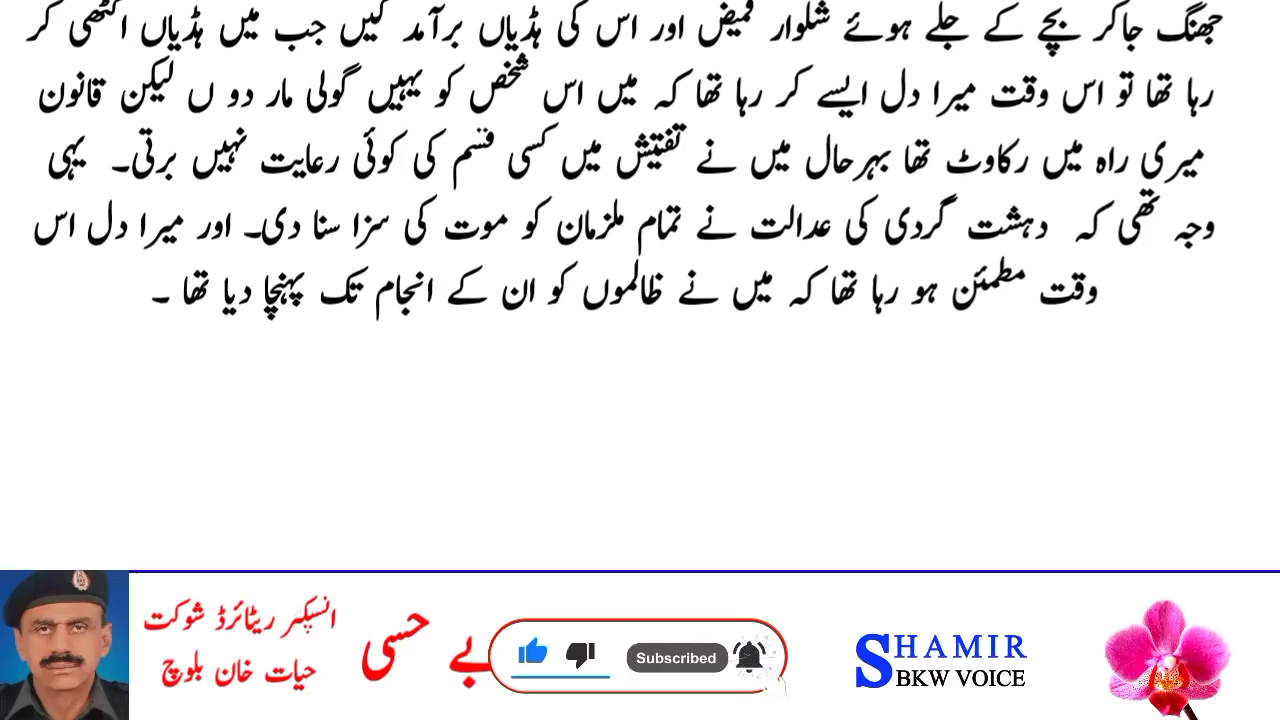 جھنگ جاکر بچے کے جلے ہوئے شلوار قمیض اور اس کی ہڈیاں برآمد کیں جب میں ہڈیاں اکٹھی کر
رہا تھا تو اس وقت میرا دل ایسے کر رہا تھا کہ میں اس شخص کو یہیں گولی مار دو ں لیکن قانون
میری راہ میں رکاوٹ تھا بہرحال میں نے تفتیش میں کسی قسم کی کوئی رعایت نہیں برتی۔ یہی
وجہ تھی کہ دہشت گردی کی عدالت نے تمام ملزمان کو موت کی سزا سنا دی۔ اور میرا دل اس
وقت مطمئن ہو رہا تھا کہ میں نے ظالموں کو ان کے انجام تک پہنچا دیا تھا ۔
انسپکٹر ریٹائرڈ شوکت
حیات خان بلوچ
بے حسی
Subscribed
SHAMIR
BKW VOICE